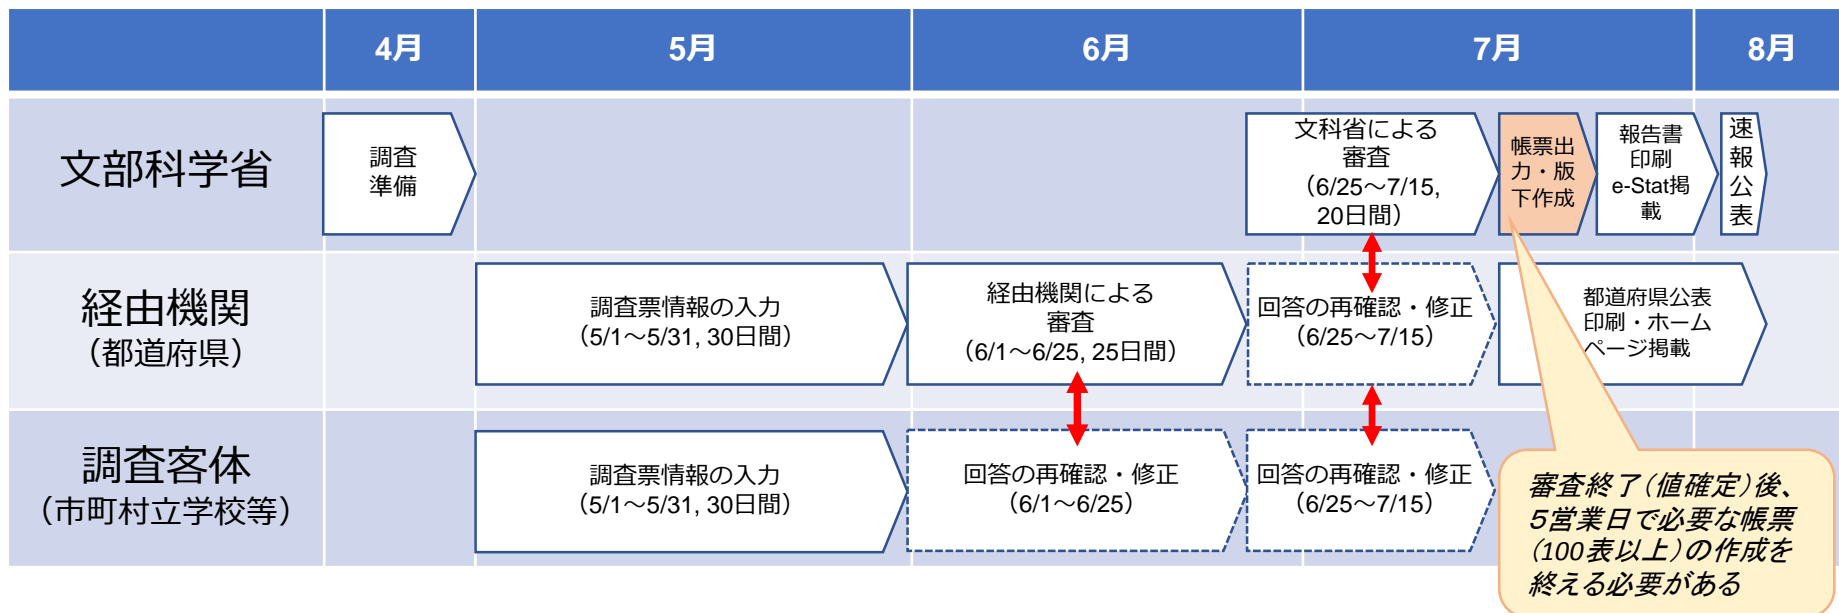 4月
5月
6月
7月
8月
文部科学省
調査
準備
文科省による
審査
（6/25～7/15,
20日間）
帳票出
力・版
下作成
報告書
印刷
e-Stat掲
載
速
報
公
表
経由機関
（都道府県）
調査票情報の入力
（5/1～5/31, 30日間）
経由機関による
審査
（6/1～6/25, 25日間）
回答の再確認・修正
（6/25～7/15）
都道府県公表
印刷・ホーム
ページ掲載
調査客体
（市町村立学校等）
調査票情報の入力
（5/1～5/31, 30日間）
回答の再確認・修正
（6/1～6/25）
回答の再確認・修正
（6/25～7/15）
審査終了（値確定）後、
５営業日で必要な帳票
（100表以上）の作成を
終える必要がある